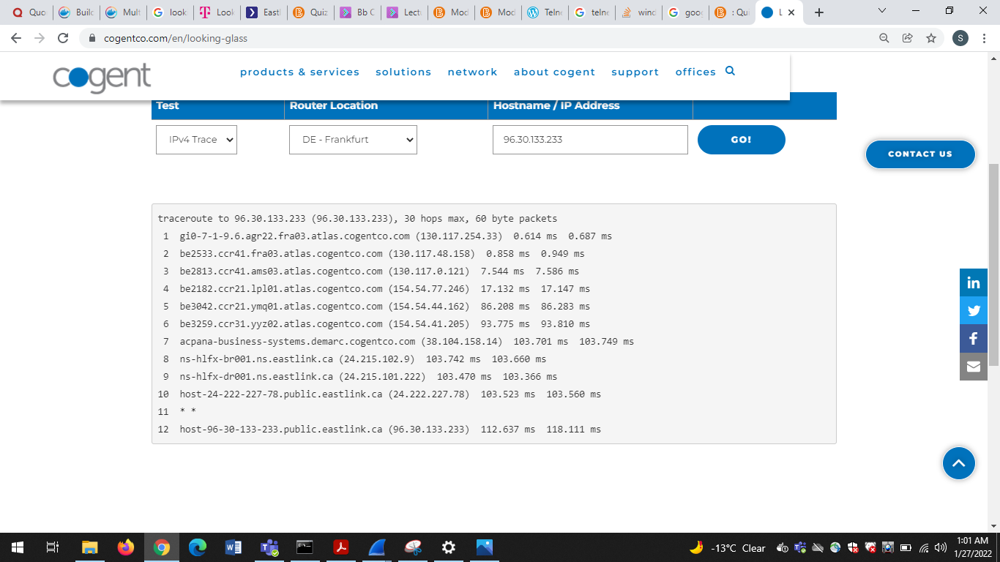 Quo
Build
Mult
look
Look
Eastl
Quiz
Bb C
Lect
Mod
Mod
Telne
telne
winc
goog
: Qui
L
cogentco.com/en/looking-glass
S
cogent
products & services solutions network about cogent support offices
Test Router Location Hostname / IP Address
IPv4 Trace DE - Frankfurt 96.30.133.233 GO!
CONTACT US
traceroute to 96.30.133.233 (96.30.133.233), 30 hops max, 60 byte packets
1 gi0-7-1-9.6.agr22.fra03.atlas.cogentco.com (130.117.254.33) 0.614 ms 0.687 ms
2 be2533.ccr41.fra03.atlas.cogentco.com (130.117.48.158) 0.858 ms 0.949 ms
3 be2813.ccr41.ams03.atlas.cogentco.com (130.117.0.121) 7.544 ms 7.586 ms
4 be2182.ccr21.lpl01.atlas.cogentco.com (154.54.77.246) 17.132 ms 17.147 ms
5 be3042.ccr21.ymq01.atlas.cogentco.com (154.54.44.162) 86.208 ms 86.283 ms
6 be3259.ccr31.yyz02.atlas.cogentco.com (154.54.41.205) 93.775 ms 93.810 ms
7 acpana-business-systems.demarc.cogentco.com (38.104.158.14) 103.701 ms 103.749 ms
8 ns-hlfx-br001.ns.eastlink.ca (24.215.102.9) 103.742 ms 103.660 ms
9 ns-hlfx-dr001.ns.eastlink.ca (24.215.101.222) 103.470 ms 103.366 ms
10 host-24-222-227-78.public.eastlink.ca (24.222.227.78) 103.523 ms 103.560 ms
11 * *
12 host-96-30-133-233.public.eastlink.ca (96.30.133.233) 112.637 ms 118.111 ms
-13°C Clear
1:01 AM
1/27/2022